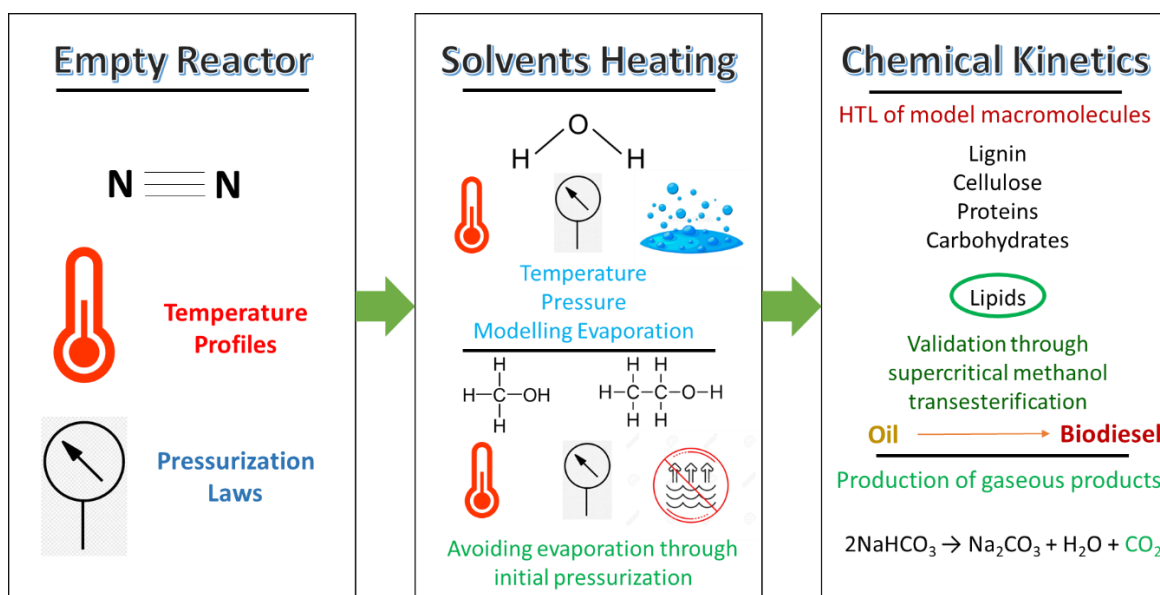 Empty Reactor
N N
Temperature
Profiles
Pressurization
Laws
Solvents Heating
O
H H
Temperature
Pressure
Modelling Evaporation
H
H-C-OH
H
H H
H-C-C-O-H
H H
Avoiding evaporation through
initial pressurization
Chemical Kinetics
HTL of model macromolecules
Lignin
Cellulose
Proteins
Carbohydrates
Lipids
Validation through
supercritical methanol
transesterification
Oil → Biodiesel
Production of gaseous products
2NaHCO₃ → Na₂CO₃ + H₂O + CO₂